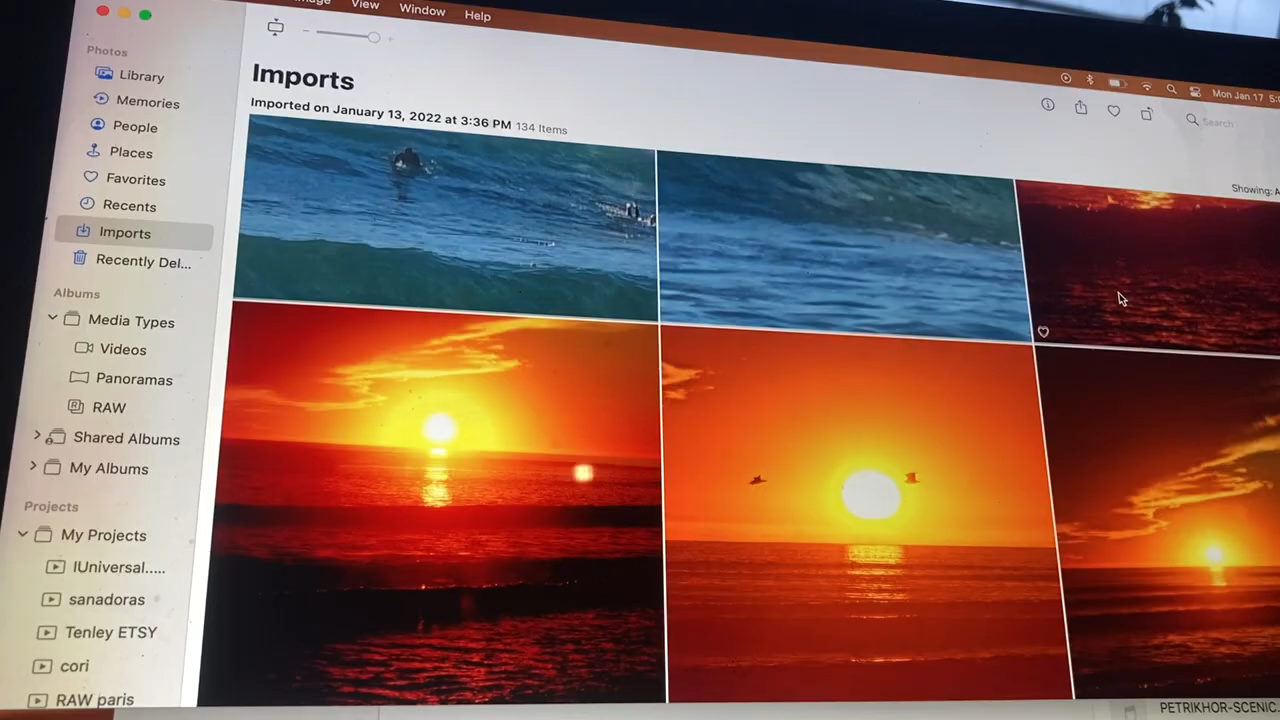 View Window Help
Mon Jan 17
Photos
Library
Memories
People
Places
Favorites
Recents
Imports
Recently Del...
Albums
Media Types
Videos
Panoramas
RAW
Shared Albums
My Albums
Projects
My Projects
IUniversal.....
sanadoras
Tenley ETSY
cori
RAW paris
Imports
Imported on January 13, 2022 at 3:36 PM 134 Items
Search
Showing:
PETRIKHOR-SCENIC.